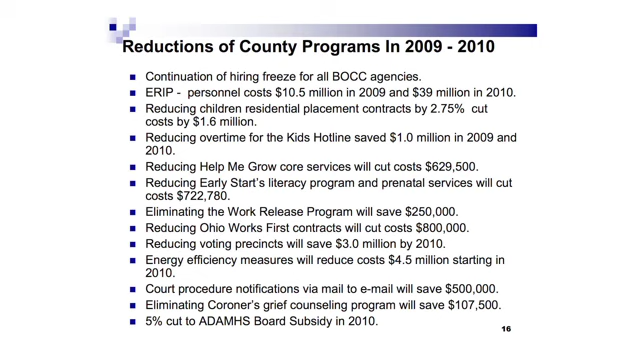 Reductions of County Programs In 2009 - 2010
Continuation of hiring freeze for all BOCC agencies.
ERIP - personnel costs $10.5 million in 2009 and $39 million in 2010.
Reducing children residential placement contracts by 2.75% cut
costs by $1.6 million.
Reducing overtime for the Kids Hotline saved $1.0 million in 2009 and
2010.
Reducing Help Me Grow core services will cut costs $629,500.
Reducing Early Start's literacy program and prenatal services will cut
costs $722,780.
Eliminating the Work Release Program will save $250,000.
Reducing Ohio Works First contracts will cut costs $800,000.
Reducing voting precincts will save $3.0 million by 2010.
Energy efficiency measures will reduce costs $4.5 million starting in
2010.
Court procedure notifications via mail to e-mail will save $500,000.
Eliminating Coroner's grief counseling program will save $107,500.
5% cut to ADAMHS Board Subsidy in 2010.
16